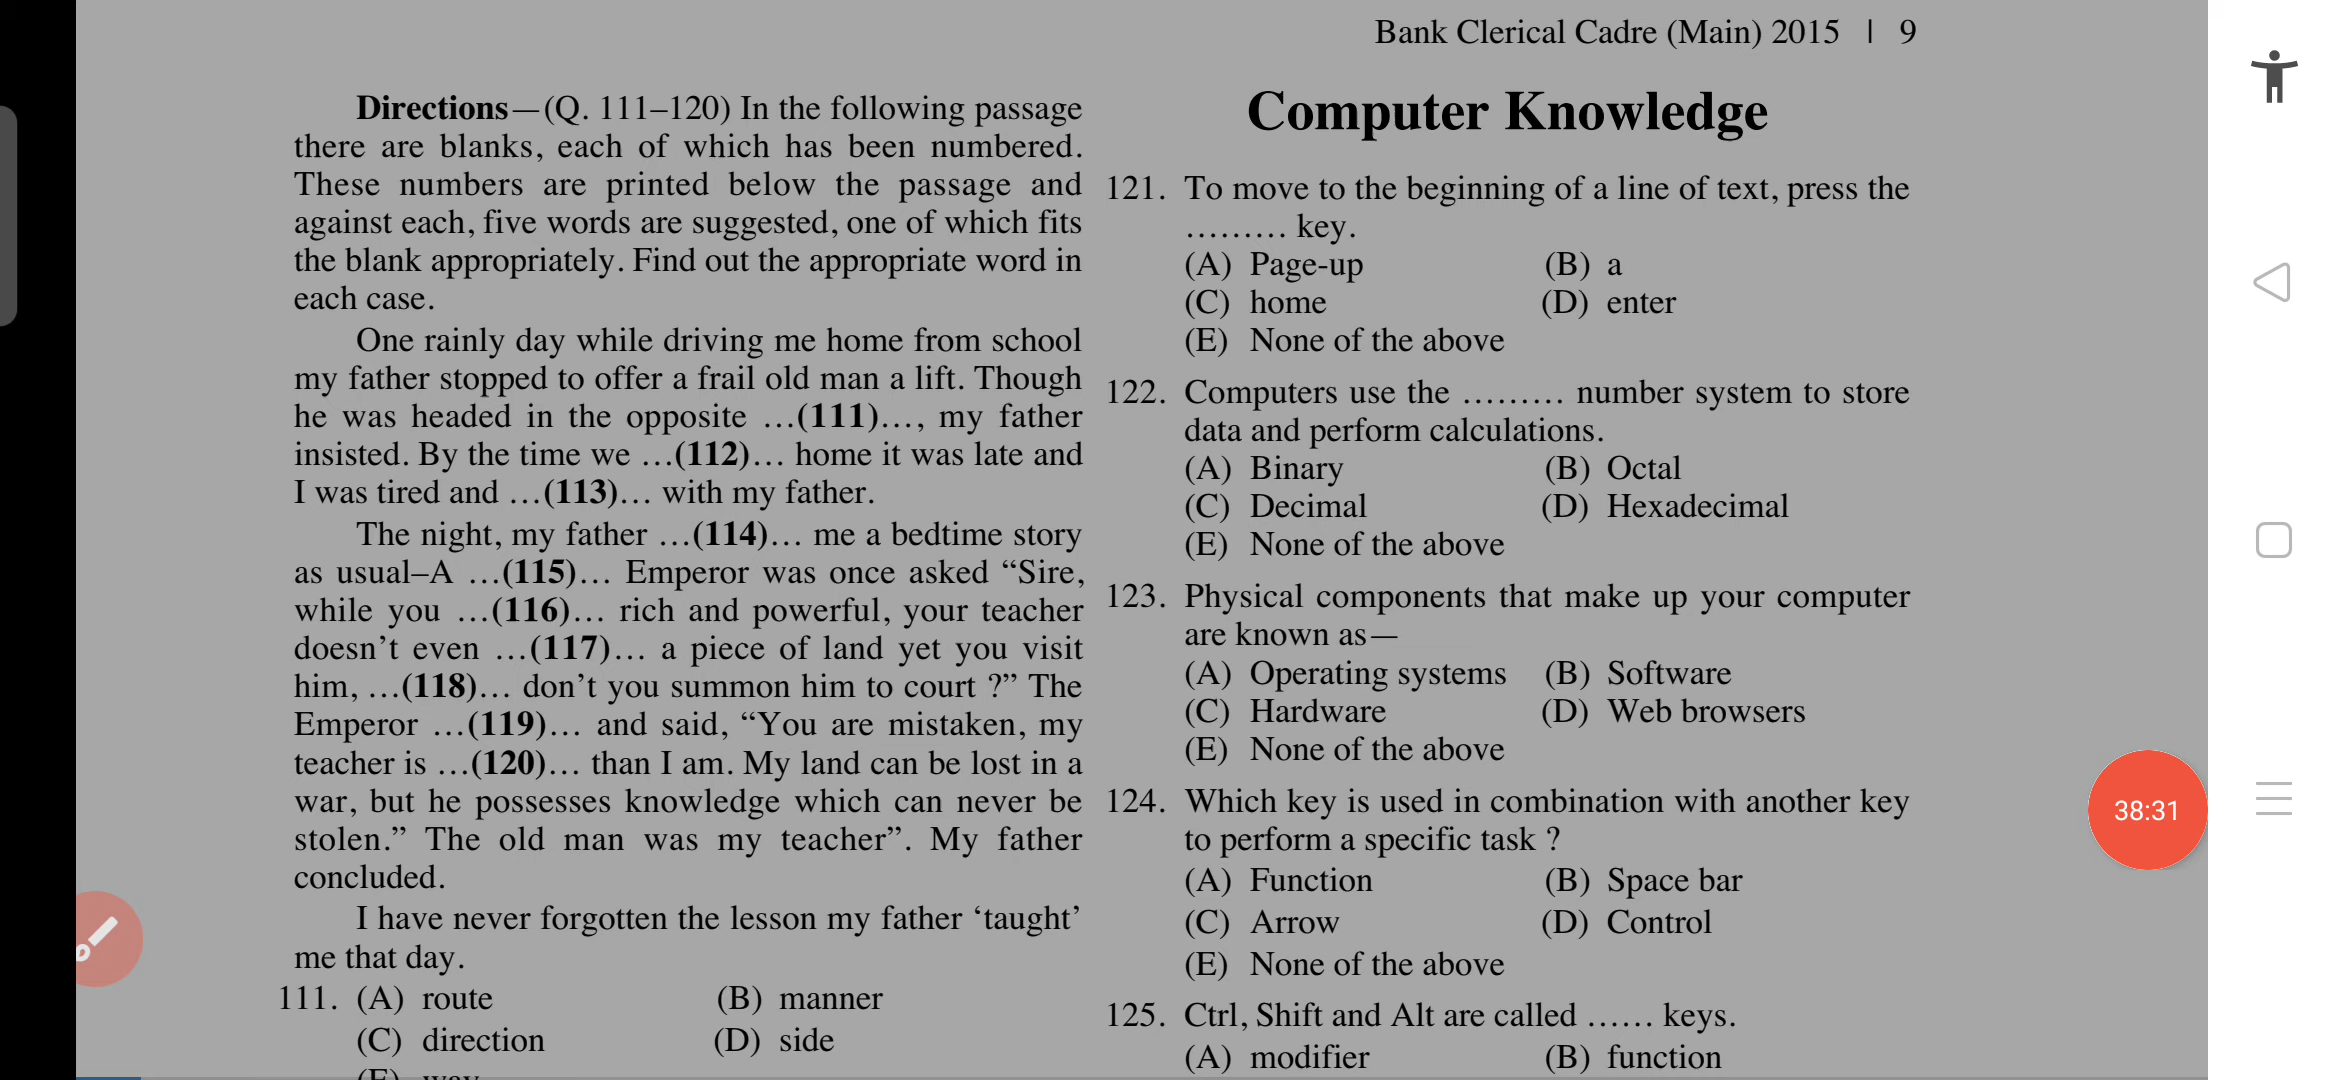 Bank Clerical Cadre (Main) 2015 | 9
Directions—(Q. 111–120) In the following passage
there are blanks, each of which has been numbered.
These numbers are printed below the passage and
against each, five words are suggested, one of which fits
the blank appropriately. Find out the appropriate word in
each case.
One rainly day while driving me home from school
my father stopped to offer a frail old man a lift. Though
he was headed in the opposite ...(111)..., my father
insisted. By the time we ...(112)... home it was late and
I was tired and ...(113)... with my father.
The night, my father ...(114)... me a bedtime story
as usual–A ...(115)... Emperor was once asked “Sire,
while you ...(116)... rich and powerful, your teacher
doesn’t even ...(117)... a piece of land yet you visit
him, ...(118)... don’t you summon him to court ?” The
Emperor ...(119)... and said, “You are mistaken, my
teacher is ...(120)... than I am. My land can be lost in a
war, but he possesses knowledge which can never be
stolen.” The old man was my teacher”. My father
concluded.
I have never forgotten the lesson my father ‘taught’
me that day.
111. (A) route (B) manner
(C) direction (D) side
(E) way
Computer Knowledge
121. To move to the beginning of a line of text, press the
......... key.
(A) Page-up (B) a
(C) home (D) enter
(E) None of the above
122. Computers use the ......... number system to store
data and perform calculations.
(A) Binary (B) Octal
(C) Decimal (D) Hexadecimal
(E) None of the above
123. Physical components that make up your computer
are known as—
(A) Operating systems (B) Software
(C) Hardware (D) Web browsers
(E) None of the above
124. Which key is used in combination with another key
to perform a specific task ?
(A) Function (B) Space bar
(C) Arrow (D) Control
(E) None of the above
125. Ctrl, Shift and Alt are called ...... keys.
(A) modifier (B) function
38:31